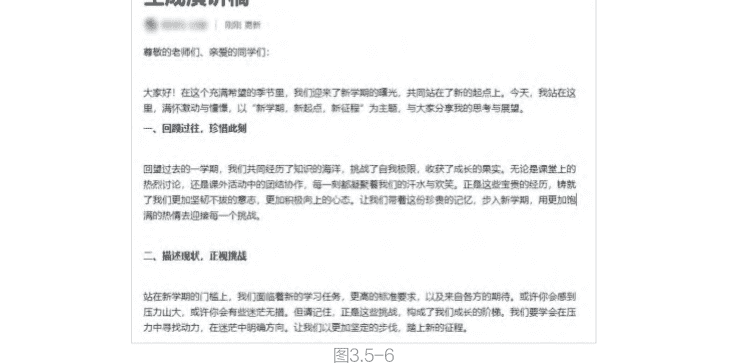 生成演讲稿
刚刚 更新
尊敬的老师们、亲爱的同学们：
大家好！在这个充满希望的季节里，我们迎来了新学期的曙光，共同站在了新的起点上。今天，我站在这
里，满怀激动与憧憬，以“新学期，新起点，新征程”为主题，与大家分享我的思考与展望。
一、回顾过往，珍惜此刻
回望过去的一学期，我们共同经历了知识的海洋，挑战了自我极限，收获了成长的果实。无论是课堂上的
热烈讨论，还是课外活动中的团结协作，每一刻都凝聚着我们的汗水与欢笑。正是这些宝贵的经历，铸就
了我们更加坚韧不拔的意志，更加积极向上的心态。让我们带着这份珍贵的记忆，步入新学期，用更加饱
满的热情去迎接每一个挑战。
二、描述现状，正视挑战
站在新学期的门槛上，我们面临着新的学习任务，更高的标准要求，以及来自各方的期待。或许你会感到
压力山大，或许你会有些迷茫无措。但请记住，正是这些挑战，构成了我们成长的阶梯。我们要学会在压
力中寻找动力，在迷茫中明确方向。让我们以更加坚定的步伐，踏上新的征程。
图3.5-6